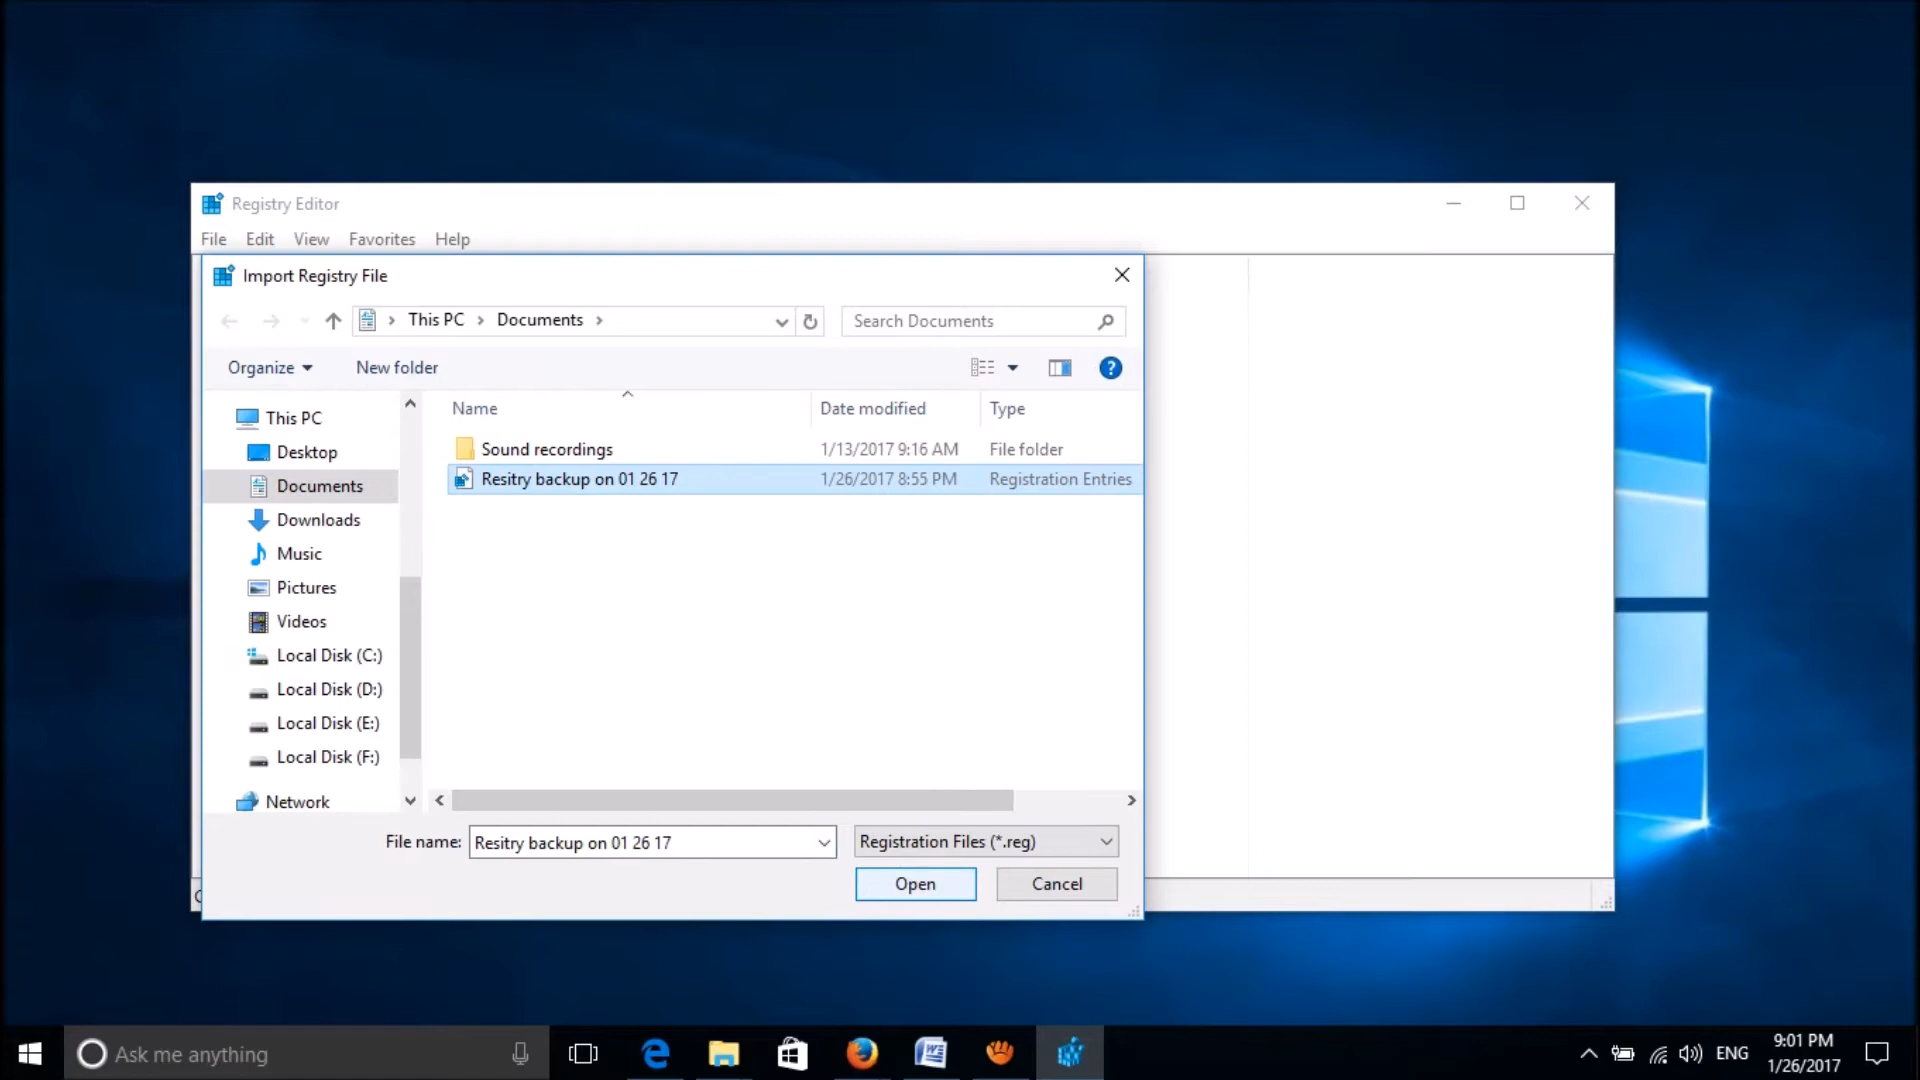 Registry Editor
File Edit View Favorites Help
Import Registry File
This PC Documents
Search Documents
Organize New folder
?
Name Date modified Type
Sound recordings 1/13/2017 9:16 AM File folder
Resitry backup on 01 26 17 1/26/2017 8:55 PM Registration Entries
This PC
Desktop
Documents
Downloads
Music
Pictures
Videos
Local Disk (C:)
Local Disk (D:)
Local Disk (E:)
Local Disk (F:)
Network
File name: Resitry backup on 01 26 17 Registration Files (*.reg)
Open Cancel
Ask me anything
ENG
9:01 PM
1/26/2017